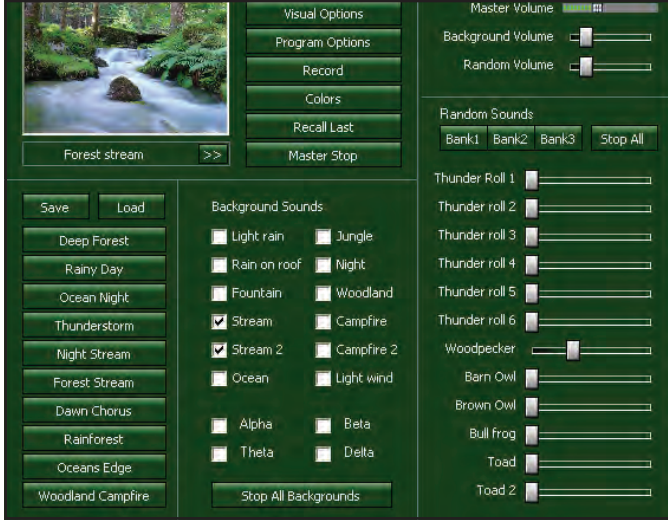 Visual Options
Program Options
Record
Colors
Recall Last
Master Stop
Forest stream >>
Master Volume
Background Volume
Random Volume
Random Sounds
Bank1 Bank2 Bank3 Stop All
Save Load
Deep Forest
Rainy Day
Ocean Night
Thunderstorm
Night Stream
Forest Stream
Dawn Chorus
Rainforest
Oceans Edge
Woodland Campfire
Background Sounds
Light rain Jungle
Rain on roof Night
Fountain Woodland
Stream Campfire
Stream 2 Campfire 2
Ocean Light wind
Alpha Beta
Theta Delta
Stop All Backgrounds
Thunder Roll 1
Thunder roll 2
Thunder roll 3
Thunder roll 4
Thunder roll 5
Thunder roll 6
Woodpecker
Barn Owl
Brown Owl
Bull frog
Toad
Toad 2